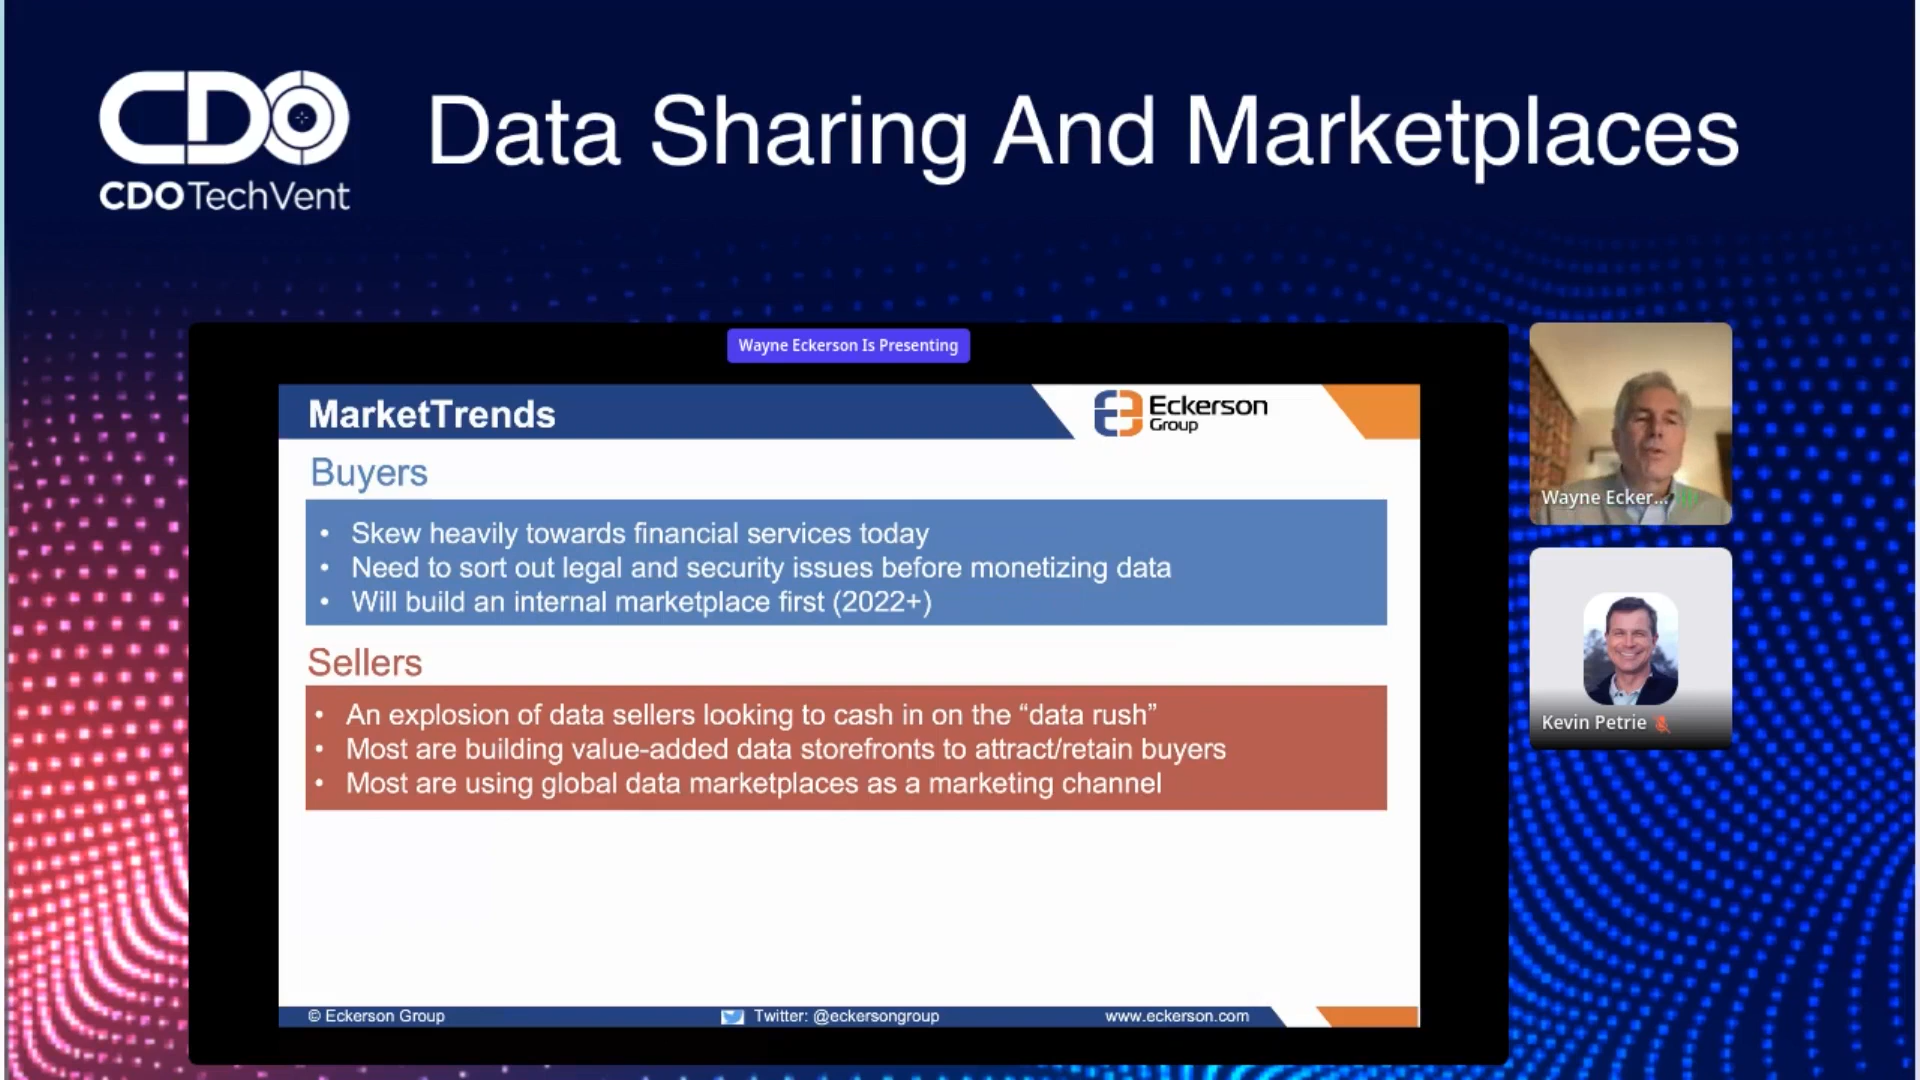 CDO
CDO TechVent
Data Sharing And Marketplaces
Wayne Eckerson Is Presenting
MarketTrends
Eckerson
Group
Buyers
• Skew heavily towards financial services today
• Need to sort out legal and security issues before monetizing data
• Will build an internal marketplace first (2022+)
Sellers
• An explosion of data sellers looking to cash in on the “data rush”
• Most are building value-added data storefronts to attract/retain buyers
• Most are using global data marketplaces as a marketing channel
© Eckerson Group
Twitter: @eckersongroup
www.eckerson.com
Wayne Ecker...
Kevin Petrie